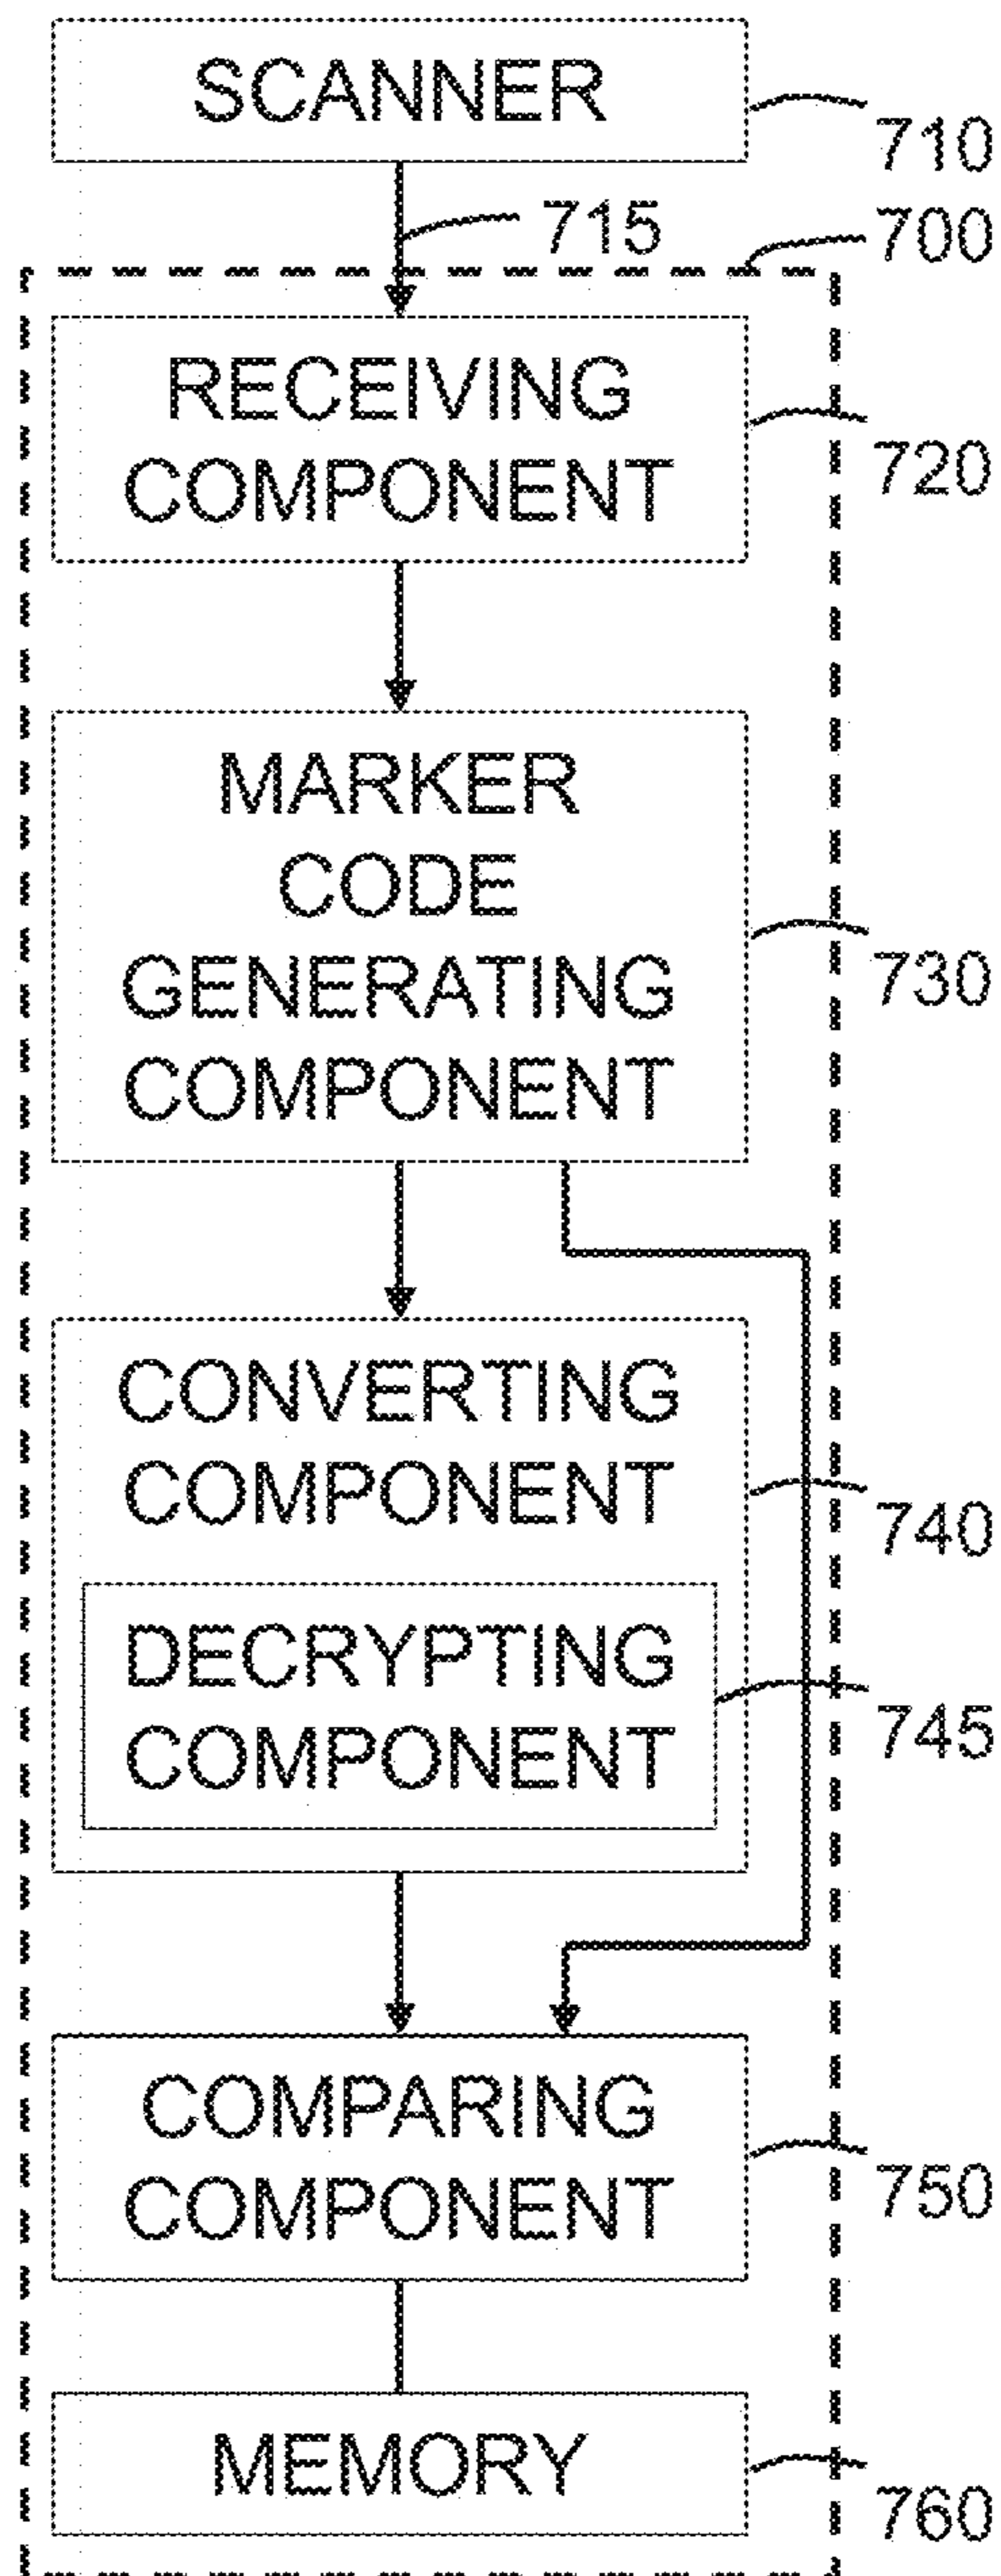 SCANNER
710
715
700
RECEIVING
COMPONENT
720
MARKER
CODE
GENERATING
COMPONENT
730
CONVERTING
COMPONENT
740
DECRYPTING
COMPONENT
745
COMPARING
COMPONENT
750
MEMORY
760